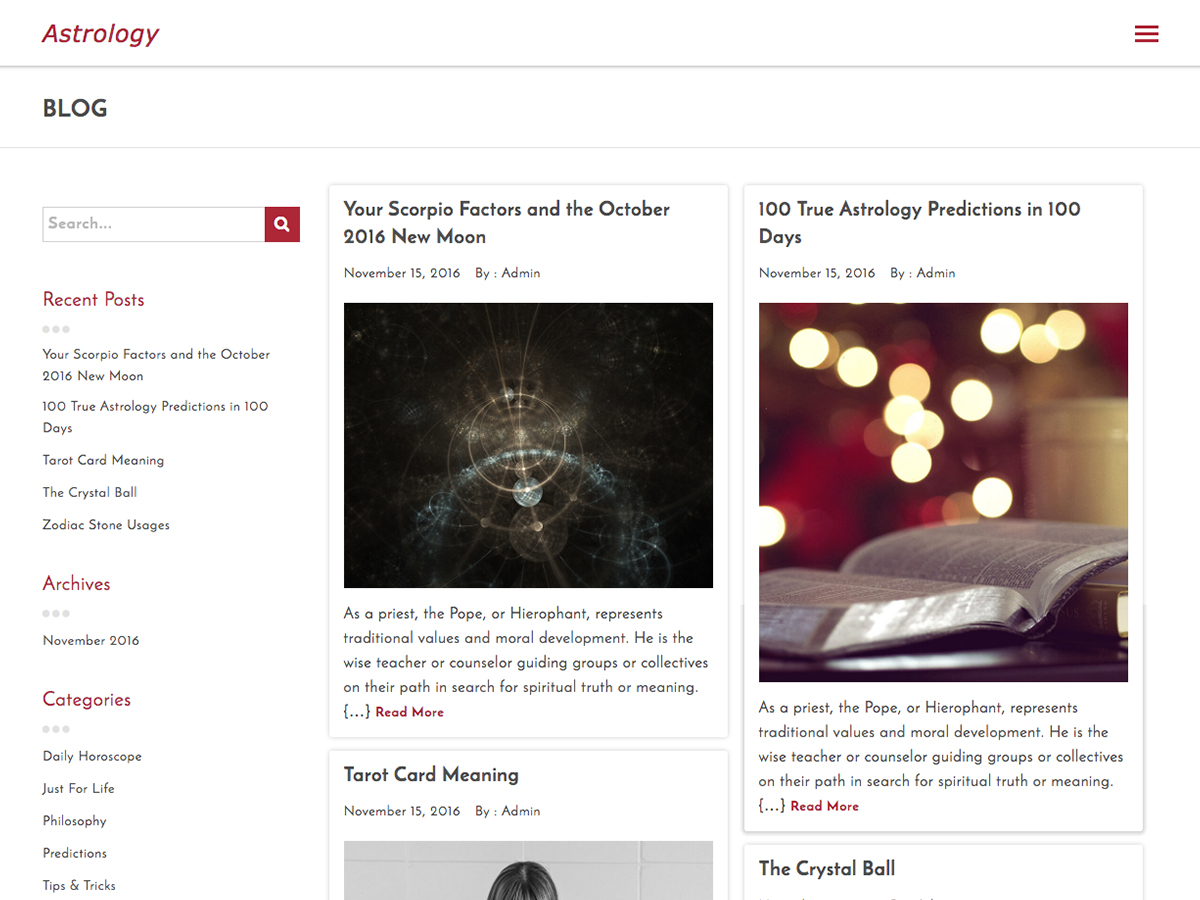 Astrology
BLOG
Search...
Recent Posts
Your Scorpio Factors and the October
2016 New Moon
100 True Astrology Predictions in 100
Days
Tarot Card Meaning
The Crystal Ball
Zodiac Stone Usages
Archives
November 2016
Categories
Daily Horoscope
Just For Life
Philosophy
Predictions
Tips & Tricks
Your Scorpio Factors and the October
2016 New Moon
November 15, 2016 By : Admin
As a priest, the Pope, or Hierophant, represents
traditional values and moral development. He is the
wise teacher or counselor guiding groups or collectives
on their path in search for spiritual truth or meaning.
{...} Read More
Tarot Card Meaning
November 15, 2016 By : Admin
100 True Astrology Predictions in 100
Days
November 15, 2016 By : Admin
As a priest, the Pope, or Hierophant, represents
traditional values and moral development. He is the
wise teacher or counselor guiding groups or collectives
on their path in search for spiritual truth or meaning.
{...} Read More
The Crystal Ball